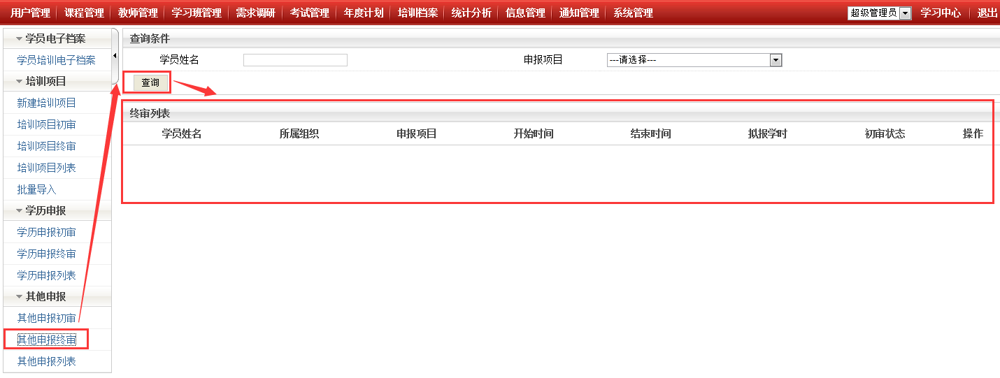 用户管理 课程管理 教师管理 学习班管理 需求调研 考试管理 年度计划 培训档案 统计分析 信息管理 通知管理 系统管理 超级管理员 学习中心 退出
学员电子档案
学员培训电子档案
培训项目
新建培训项目
培训项目初审
培训项目终审
培训项目列表
批量导入
学历申报
学历申报初审
学历申报终审
学历申报列表
其他申报
其他申报初审
其他申报终审
其他申报列表
查询条件
学员姓名 申报项目 ---请选择---
查询
终审列表
学员姓名 所属组织 申报项目 开始时间 结束时间 拟报学时 初审状态 操作